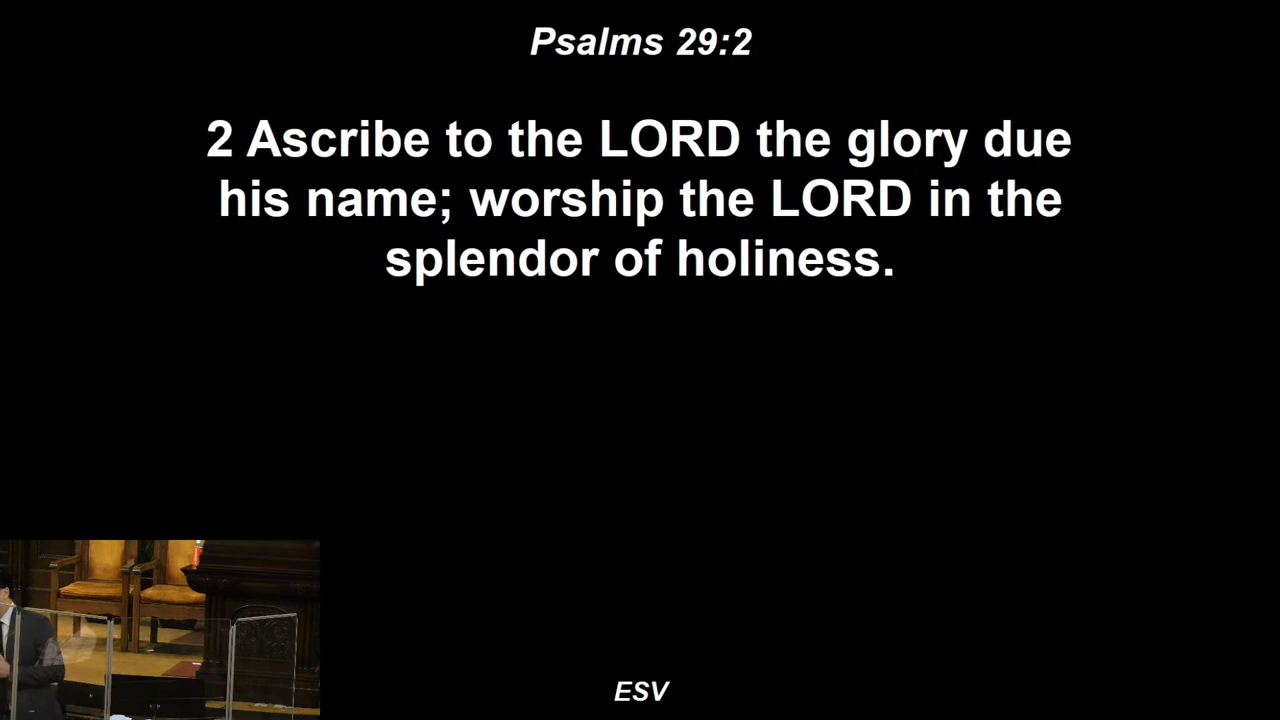 Psalms 29:2
2 Ascribe to the LORD the glory due
his name; worship the LORD in the
splendor of holiness.
ESV